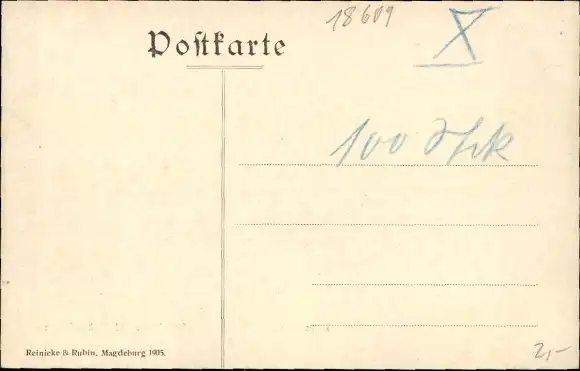 18609
X
Postkarte
100 Stk
Reinicke & Rubin, Magdeburg 1905.
2,-